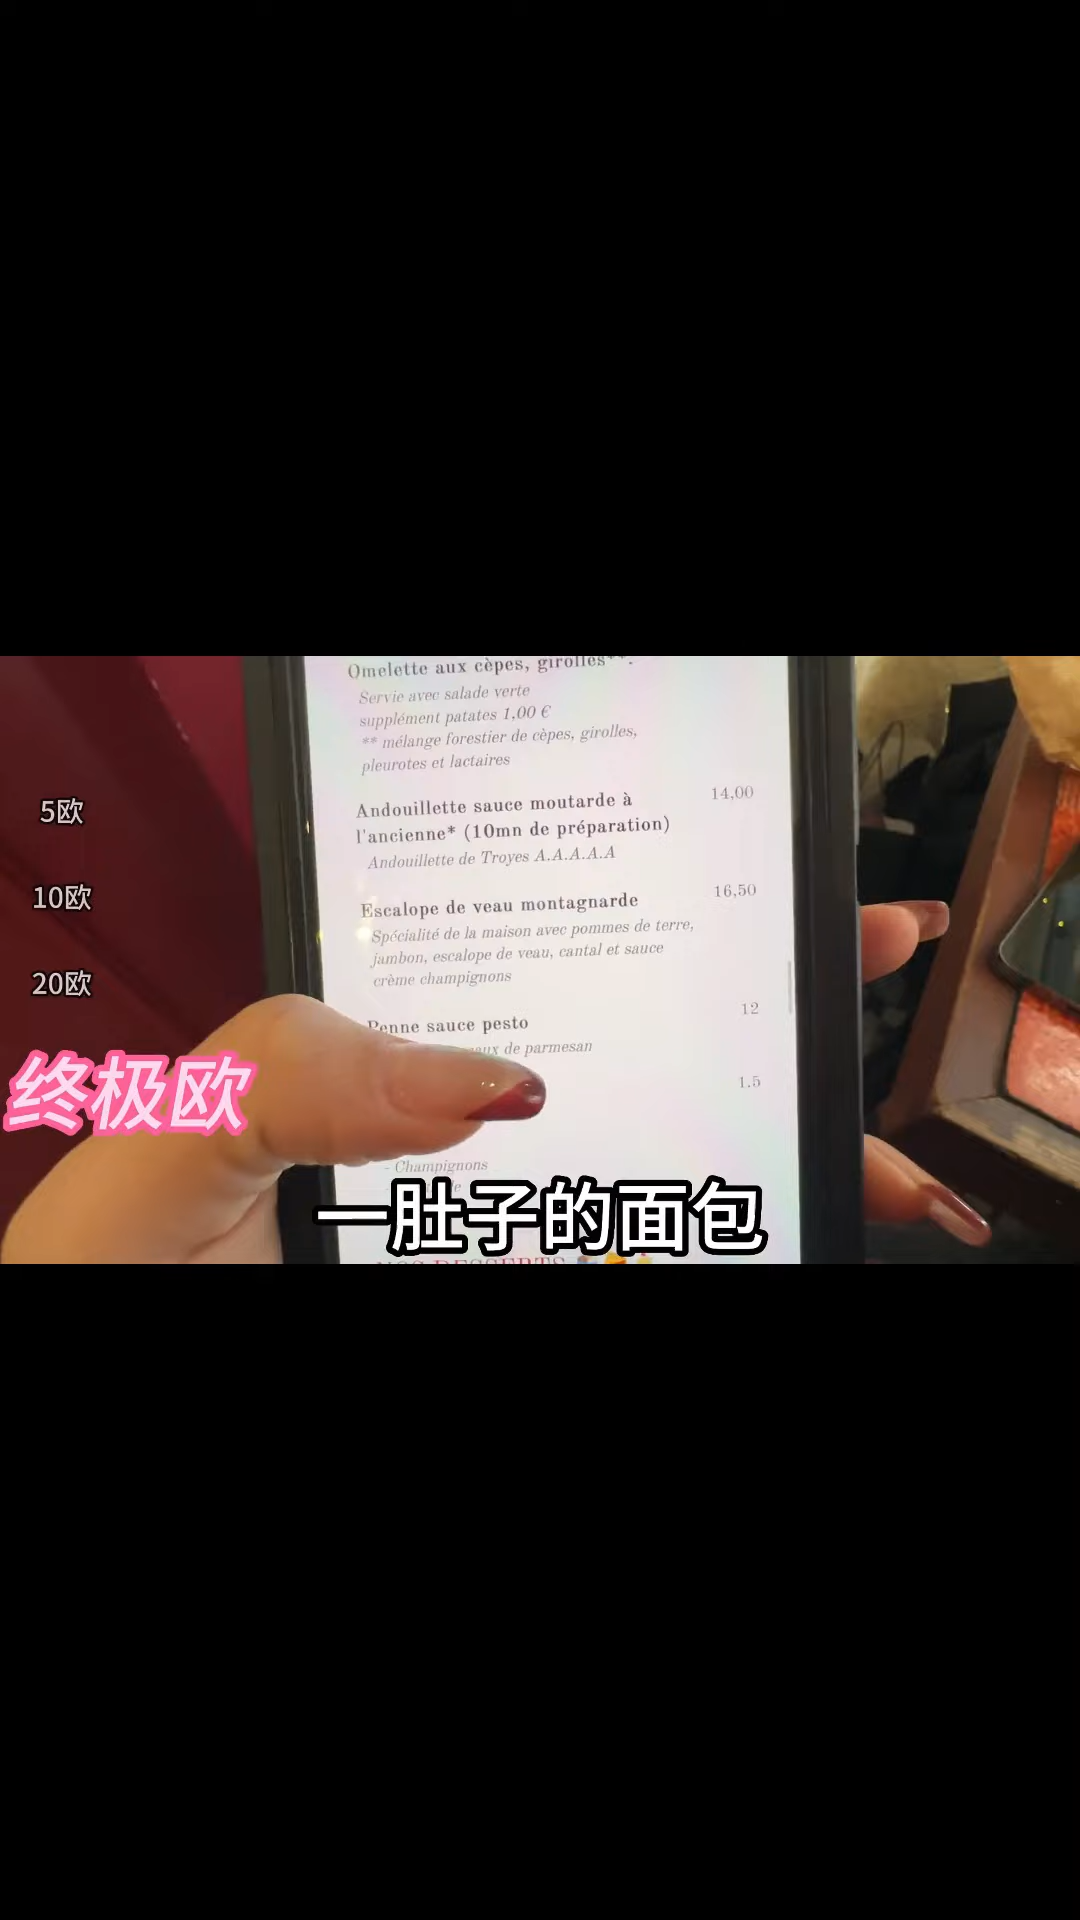 Omelette aux cèpes, girolles**.
Servie avec salade verte
supplément patates 1,00 €
** mélange forestier de cèpes, girolles,
pleurotes et lactaires
Andouillette sauce moutarde à 14,00
l'ancienne* (10mn de préparation)
Andouillette de Troyes A.A.A.A.A
Escalope de veau montagnarde 16,50
Spécialité de la maison avec pommes de terre,
jambon, escalope de veau, cantal et sauce
crème champignons
Penne sauce pesto 12
de parmesan
1.5
- Champignons
NOS DESSERTS
5欧
10欧
20欧
终极欧
一肚子的面包